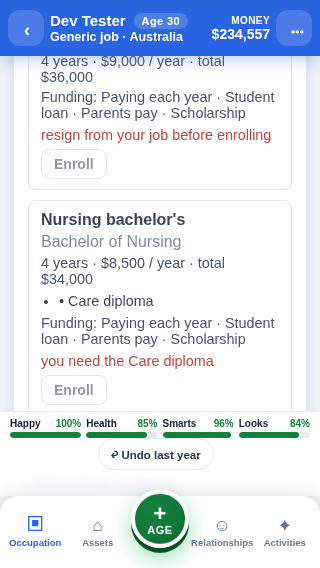 ‹
Dev Tester Age 30
Generic job · Australia
MONEY
$234,557
...
4 years · $9,000 / year · total
$36,000
Funding: Paying each year · Student
loan · Parents pay · Scholarship
resign from your job before enrolling
Enroll
Nursing bachelor's
Bachelor of Nursing
4 years · $8,500 / year · total
$34,000
• • Care diploma
Funding: Paying each year · Student
loan · Parents pay · Scholarship
you need the Care diploma
Enroll
Happy 100% Health 85% Smarts 96% Looks 84%
Undo last year
+
AGE
Occupation Assets Relationships Activities